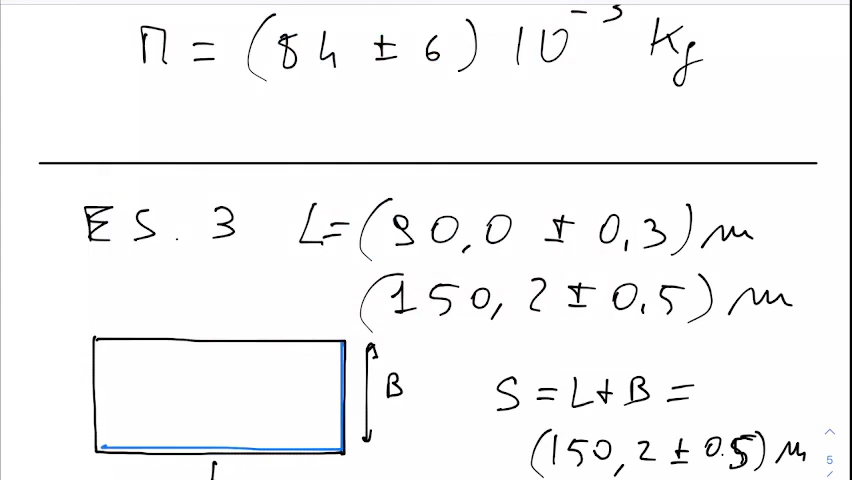 M = (84 ± 6) 10⁻³ Kg
ES. 3 L = (90,0 ± 0,3) m
(150,2 ± 0,5) m
B
S = L + B =
(150,2 ± 0.5) m
5